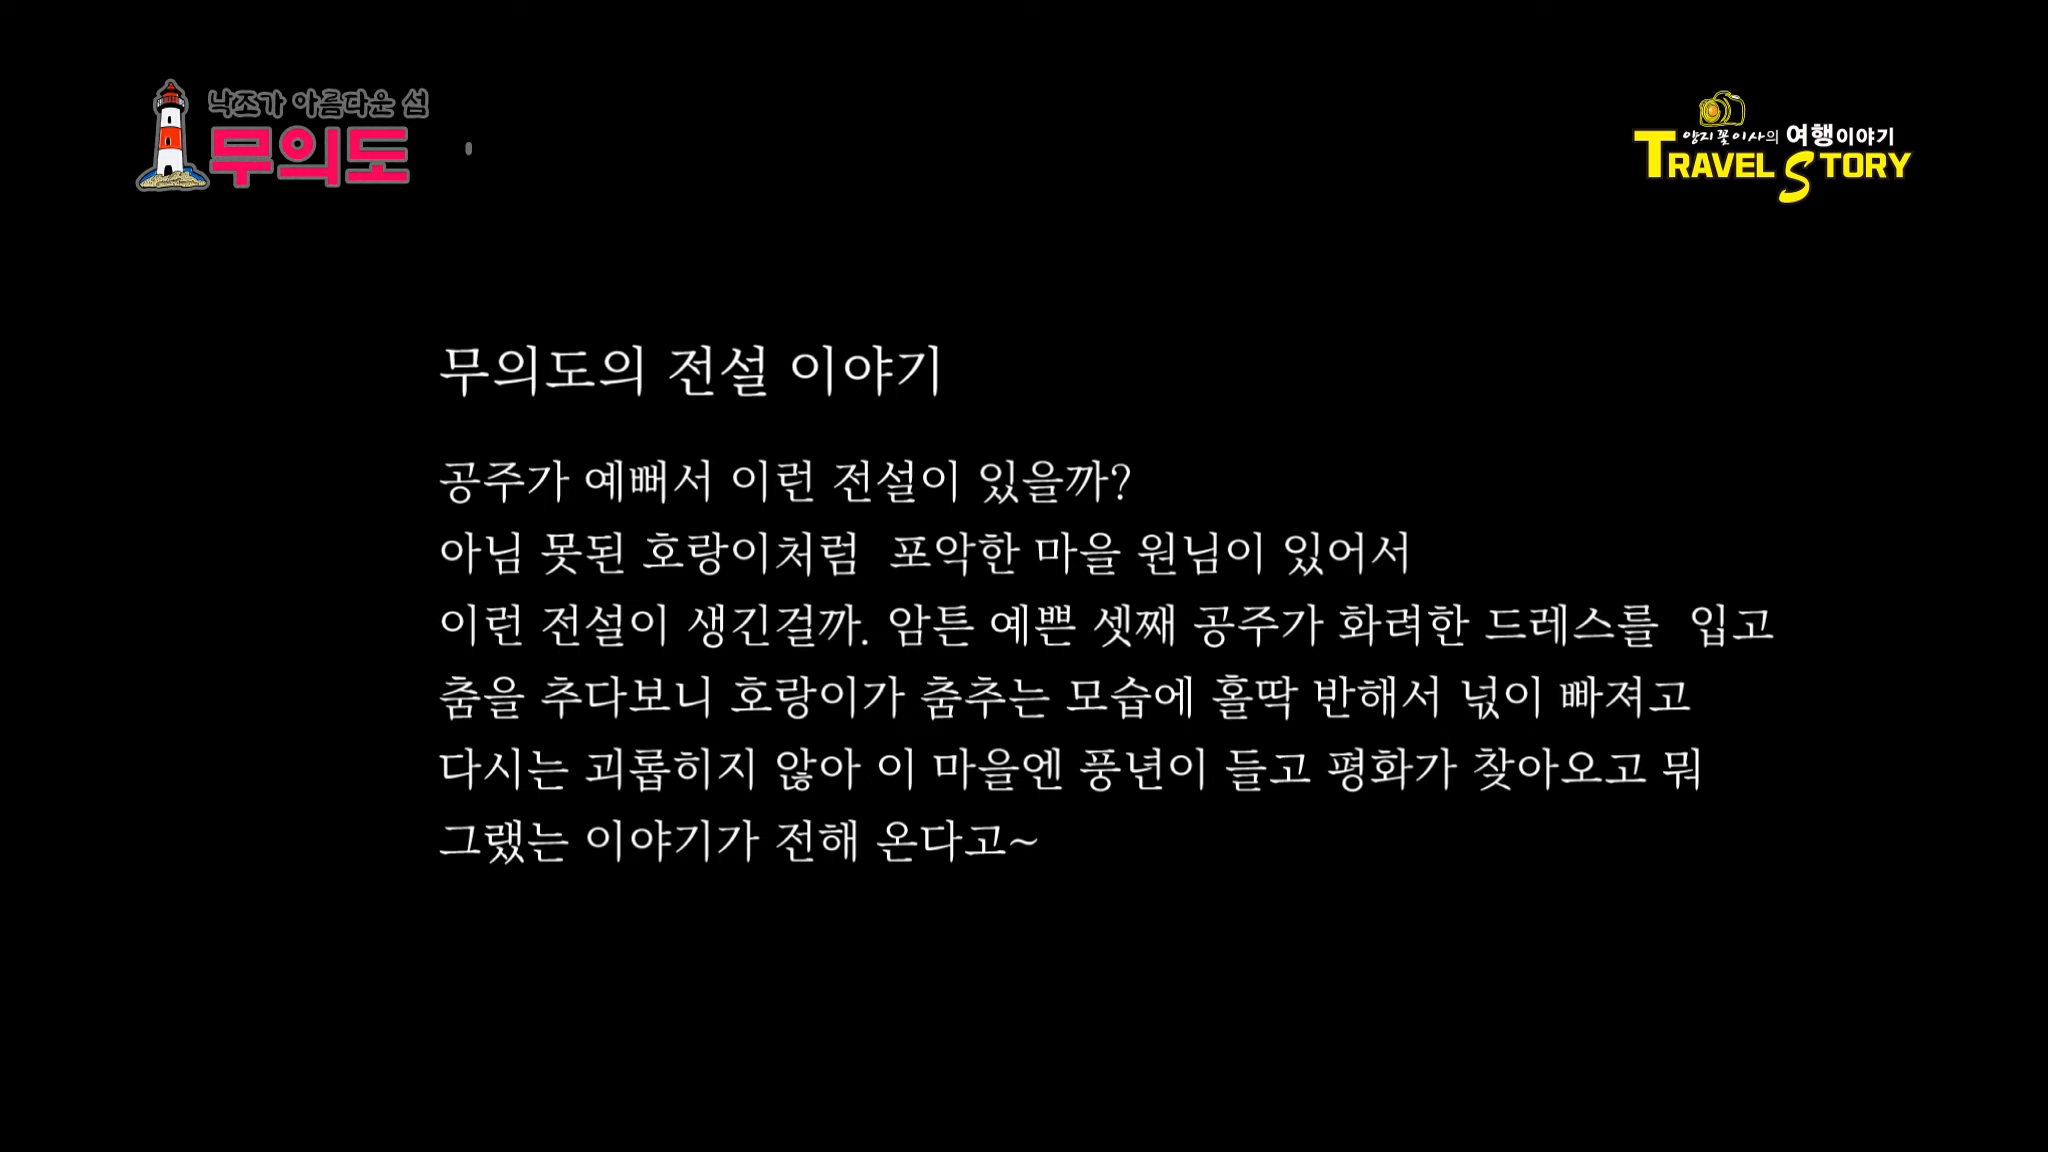 낙조가 아름다운 섬
무의도
양지꽃이사의 여행이야기
TRAVEL STORY
무의도의 전설 이야기
공주가 예뻐서 이런 전설이 있을까?
아님 못된 호랑이처럼 포악한 마을 원님이 있어서
이런 전설이 생긴걸까. 암튼 예쁜 셋째 공주가 화려한 드레스를 입고
춤을 추다보니 호랑이가 춤추는 모습에 홀딱 반해서 넋이 빠져고
다시는 괴롭히지 않아 이 마을엔 풍년이 들고 평화가 찾아오고 뭐
그랬는 이야기가 전해 온다고~